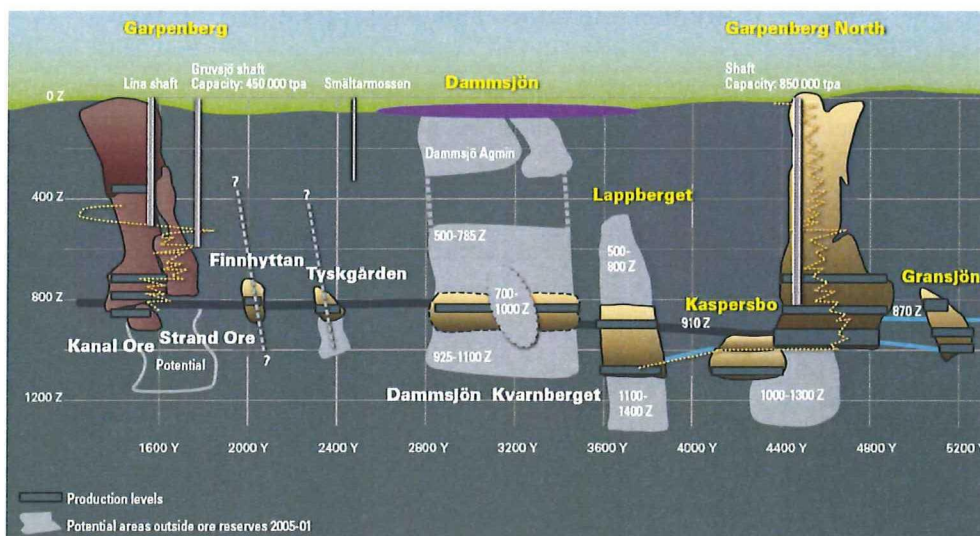 Garpenberg
Garpenberg North
Lina shaft
Gruvsjö shaft
Capacity: 450 000 tpa
Smältarmossen
Dammsjön
Shaft
Capacity: 850 000 tpa
0 Z
Dammsjö Agmin
400 Z
?
?
Lappberget
500-785 Z
500-
800 Z
Finnhyttan
Tyskgården
Gransjön
800 Z
700-
1000 Z
Kaspersbo
870 Z
910 Z
Kanal Ore
Strand Ore
Potential
?
925-1100 Z
Dammsjön
Kvarnberget
1100-
1400 Z
1000-1300 Z
1200 Z
1600 Y
2000 Y
2400 Y
2800 Y
3200 Y
3600 Y
4000 Y
4400 Y
4800 Y
5200 Y
Production levels
Potential areas outside ore reserves 2005-01